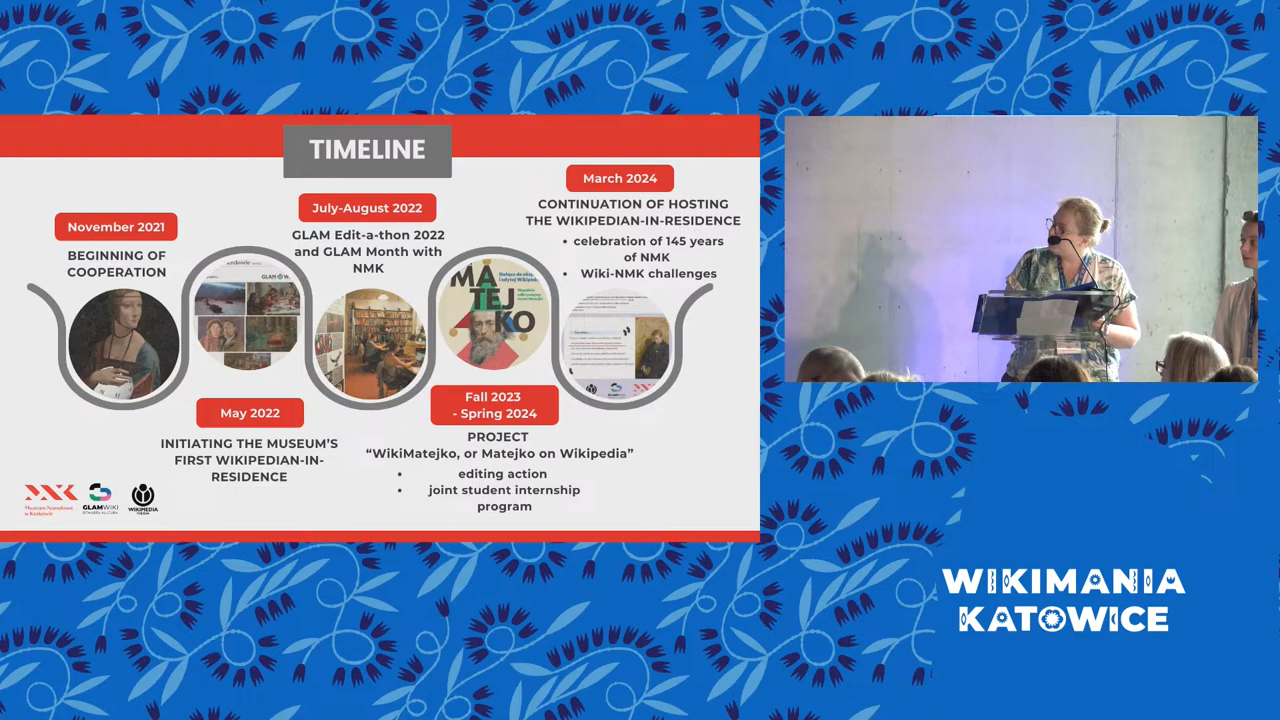 TIMELINE
November 2021
BEGINNING OF
COOPERATION
May 2022
INITIATING THE MUSEUM'S
FIRST WIKIPEDIAN-IN-
RESIDENCE
July-August 2022
GLAM Edit-a-thon 2022
and GLAM Month with
NMK
MA
TEJ
KO
Fall 2023
- Spring 2024
PROJECT
“WikiMatejko, or Matejko on Wikipedia”
• editing action
• joint student internship
program
March 2024
CONTINUATION OF HOSTING
THE WIKIPEDIAN-IN-RESIDENCE
• celebration of 145 years
of NMK
• Wiki-NMK challenges
Muzeum Narodowe
w Krakowie
GLAMWIKI
WIKIMEDIA
WIKIMANIA
KATOWICE